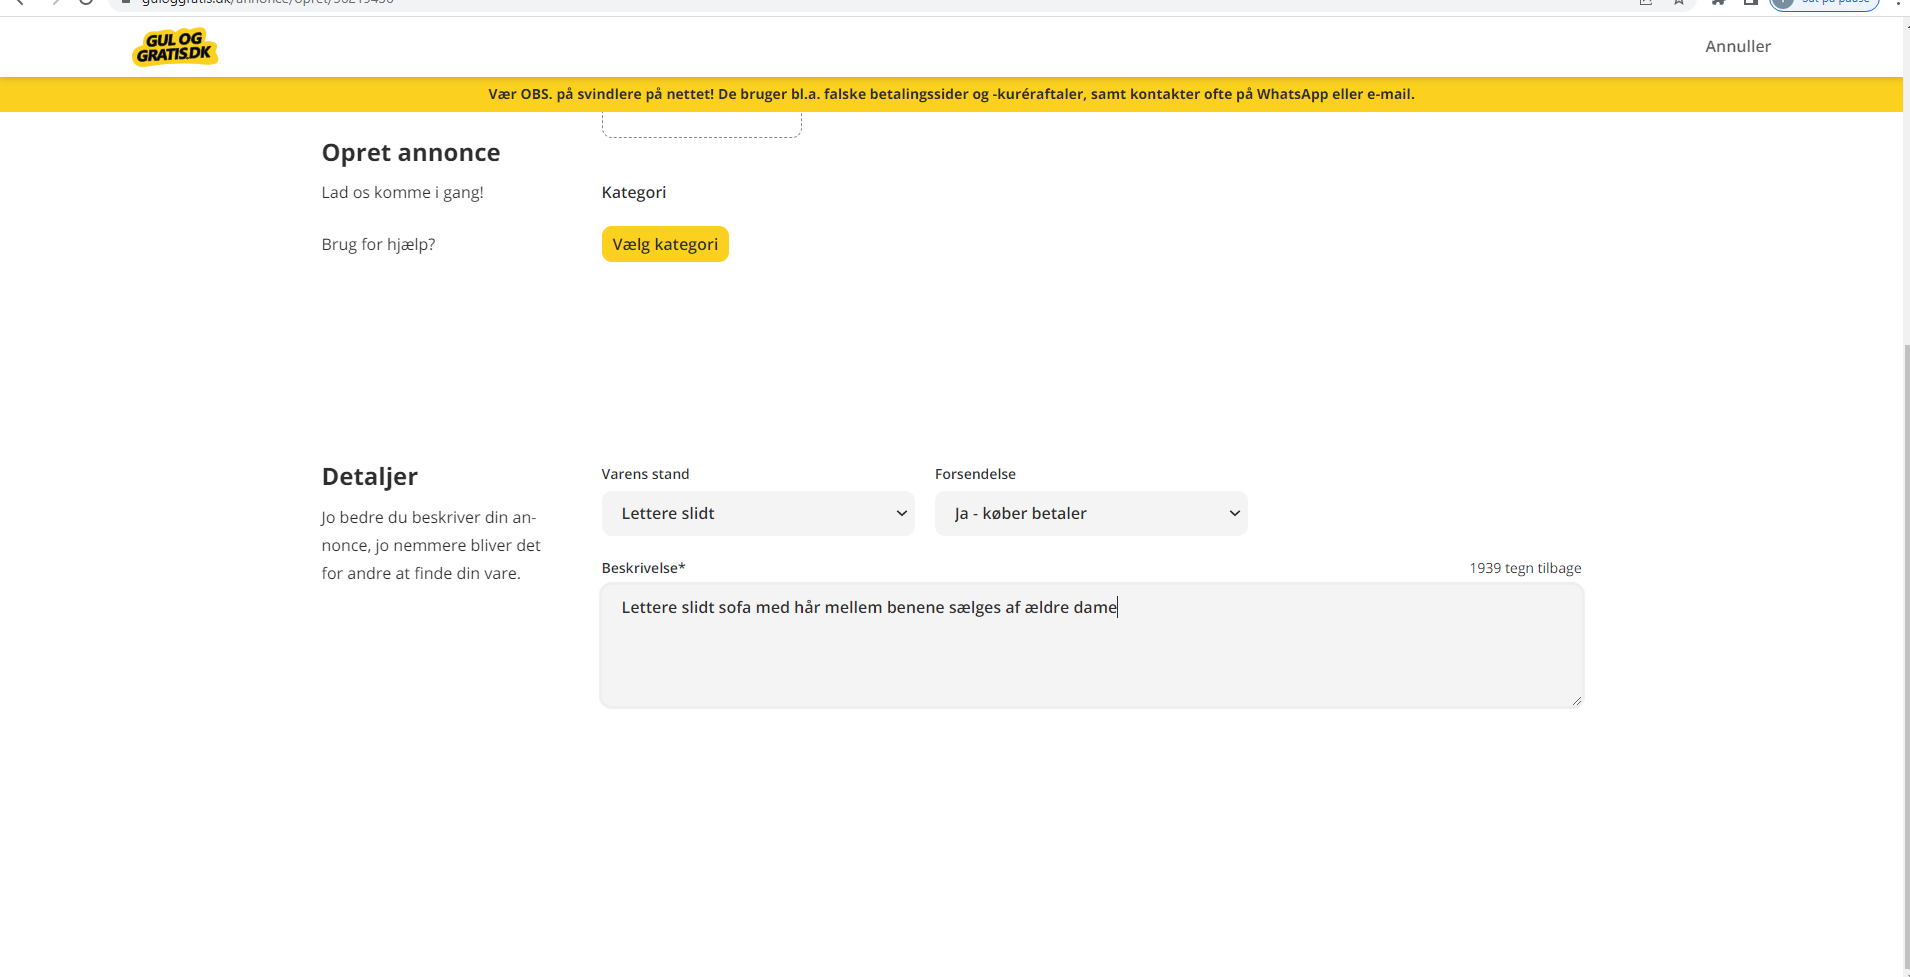 GUL OG
GRATIS.DK
Annuller
Vær OBS. på svindlere på nettet! De bruger bl.a. falske betalingssider og -kuréraftaler, samt kontakter ofte på WhatsApp eller e-mail.
Opret annonce
Lad os komme i gang!
Kategori
Brug for hjælp?
Vælg kategori
Detaljer
Jo bedre du beskriver din an-
nonce, jo nemmere bliver det
for andre at finde din vare.
Varens stand
Forsendelse
Lettere slidt
Ja - køber betaler
Beskrivelse*
1939 tegn tilbage
Lettere slidt sofa med hår mellem benene sælges af ældre dame